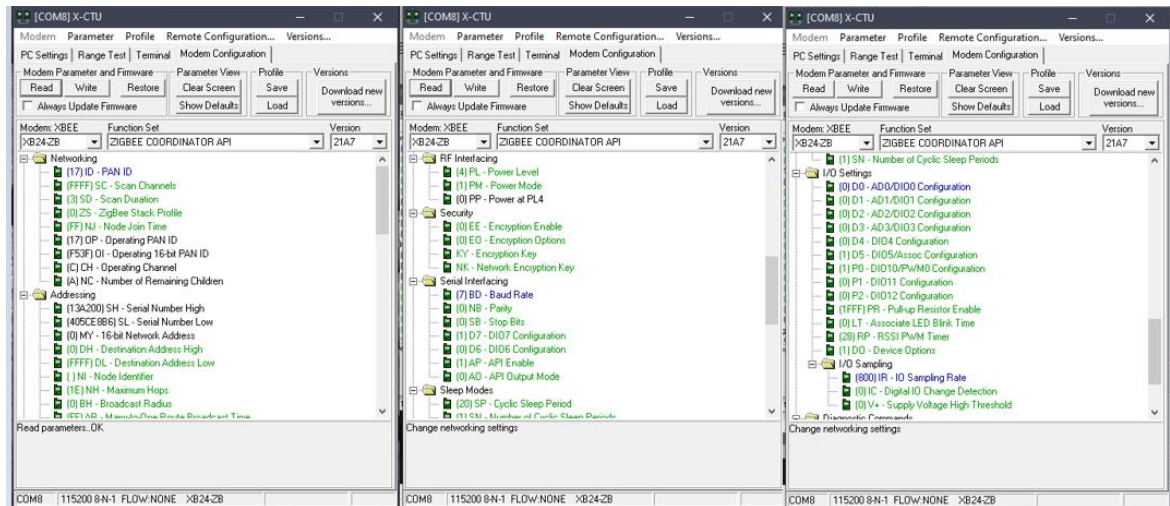 [COM8] X-CTU
Modem Parameter Profile Remote Configuration... Versions...
PC Settings Range Test Terminal Modem Configuration
Modem Parameter and Firmware Parameter View Profile Versions
Read Write Restore Clear Screen Save Download new versions...
Always Update Firmware Show Defaults Load
Modem: XBEE Function Set Version
XB24-ZB ZIGBEE COORDINATOR API 21A7
Networking
(17) ID - PAN ID
(FFFF) SC - Scan Channels
(3) SD - Scan Duration
(0) ZS - ZigBee Stack Profile
(FF) NJ - Node Join Time
(17) OP - Operating PAN ID
(F53F) OI - Operating 16-bit PAN ID
(C) CH - Operating Channel
(A) NC - Number of Remaining Children
Addressing
(13A200) SH - Serial Number High
(405CE8B6) SL - Serial Number Low
(0) MY - 16-bit Network Address
(0) DH - Destination Address High
(FFFF) DL - Destination Address Low
( ) NI - Node Identifier
(1E) NH - Maximum Hops
(0) BH - Broadcast Radius
(FF) AR - Many-to-One Route Broadcast Time
Read parameters..OK
COM8 115200 8-N-1 FLOW:NONE XB24-ZB
[COM8] X-CTU
Modem Parameter Profile Remote Configuration... Versions...
PC Settings Range Test Terminal Modem Configuration
Modem Parameter and Firmware Parameter View Profile Versions
Read Write Restore Clear Screen Save Download new versions...
Always Update Firmware Show Defaults Load
Modem: XBEE Function Set Version
XB24-ZB ZIGBEE COORDINATOR API 21A7
RF Interfacing
(4) PL - Power Level
(1) PM - Power Mode
(0) PP - Power at PL4
Security
(0) EE - Encryption Enable
(0) EO - Encryption Options
KY - Encryption Key
NK - Network Encryption Key
Serial Interfacing
(7) BD - Baud Rate
(0) NB - Parity
(0) SB - Stop Bits
(1) D7 - DIO7 Configuration
(0) D6 - DIO6 Configuration
(1) AP - API Enable
(0) AO - API Output Mode
Sleep Modes
(20) SP - Cyclic Sleep Period
(1) SN - Number of Cyclic Sleep Periods
Change networking settings
COM8 115200 8-N-1 FLOW:NONE XB24-ZB
[COM8] X-CTU
Modem Parameter Profile Remote Configuration... Versions...
PC Settings Range Test Terminal Modem Configuration
Modem Parameter and Firmware Parameter View Profile Versions
Read Write Restore Clear Screen Save Download new versions...
Always Update Firmware Show Defaults Load
Modem: XBEE Function Set Version
XB24-ZB ZIGBEE COORDINATOR API 21A7
(1) SN - Number of Cyclic Sleep Periods
I/O Settings
(0) D0 - AD0/DIO0 Configuration
(0) D1 - AD1/DIO1 Configuration
(0) D2 - AD2/DIO2 Configuration
(0) D3 - AD3/DIO3 Configuration
(0) D4 - DIO4 Configuration
(1) D5 - DIO5/Assoc Configuration
(1) P0 - DIO10/PWM0 Configuration
(0) P1 - DIO11 Configuration
(0) P2 - DIO12 Configuration
(1FFF) PR - Pull-up Resistor Enable
(0) LT - Associate LED Blink Time
(28) RP - RSSI PWM Timer
(1) DO - Device Options
I/O Sampling
(800) IR - IO Sampling Rate
(0) IC - Digital IO Change Detection
(0) V+ - Supply Voltage High Threshold
Diagnostic Commands
Change networking settings
COM8 115200 8-N-1 FLOW:NONE XB24-ZB